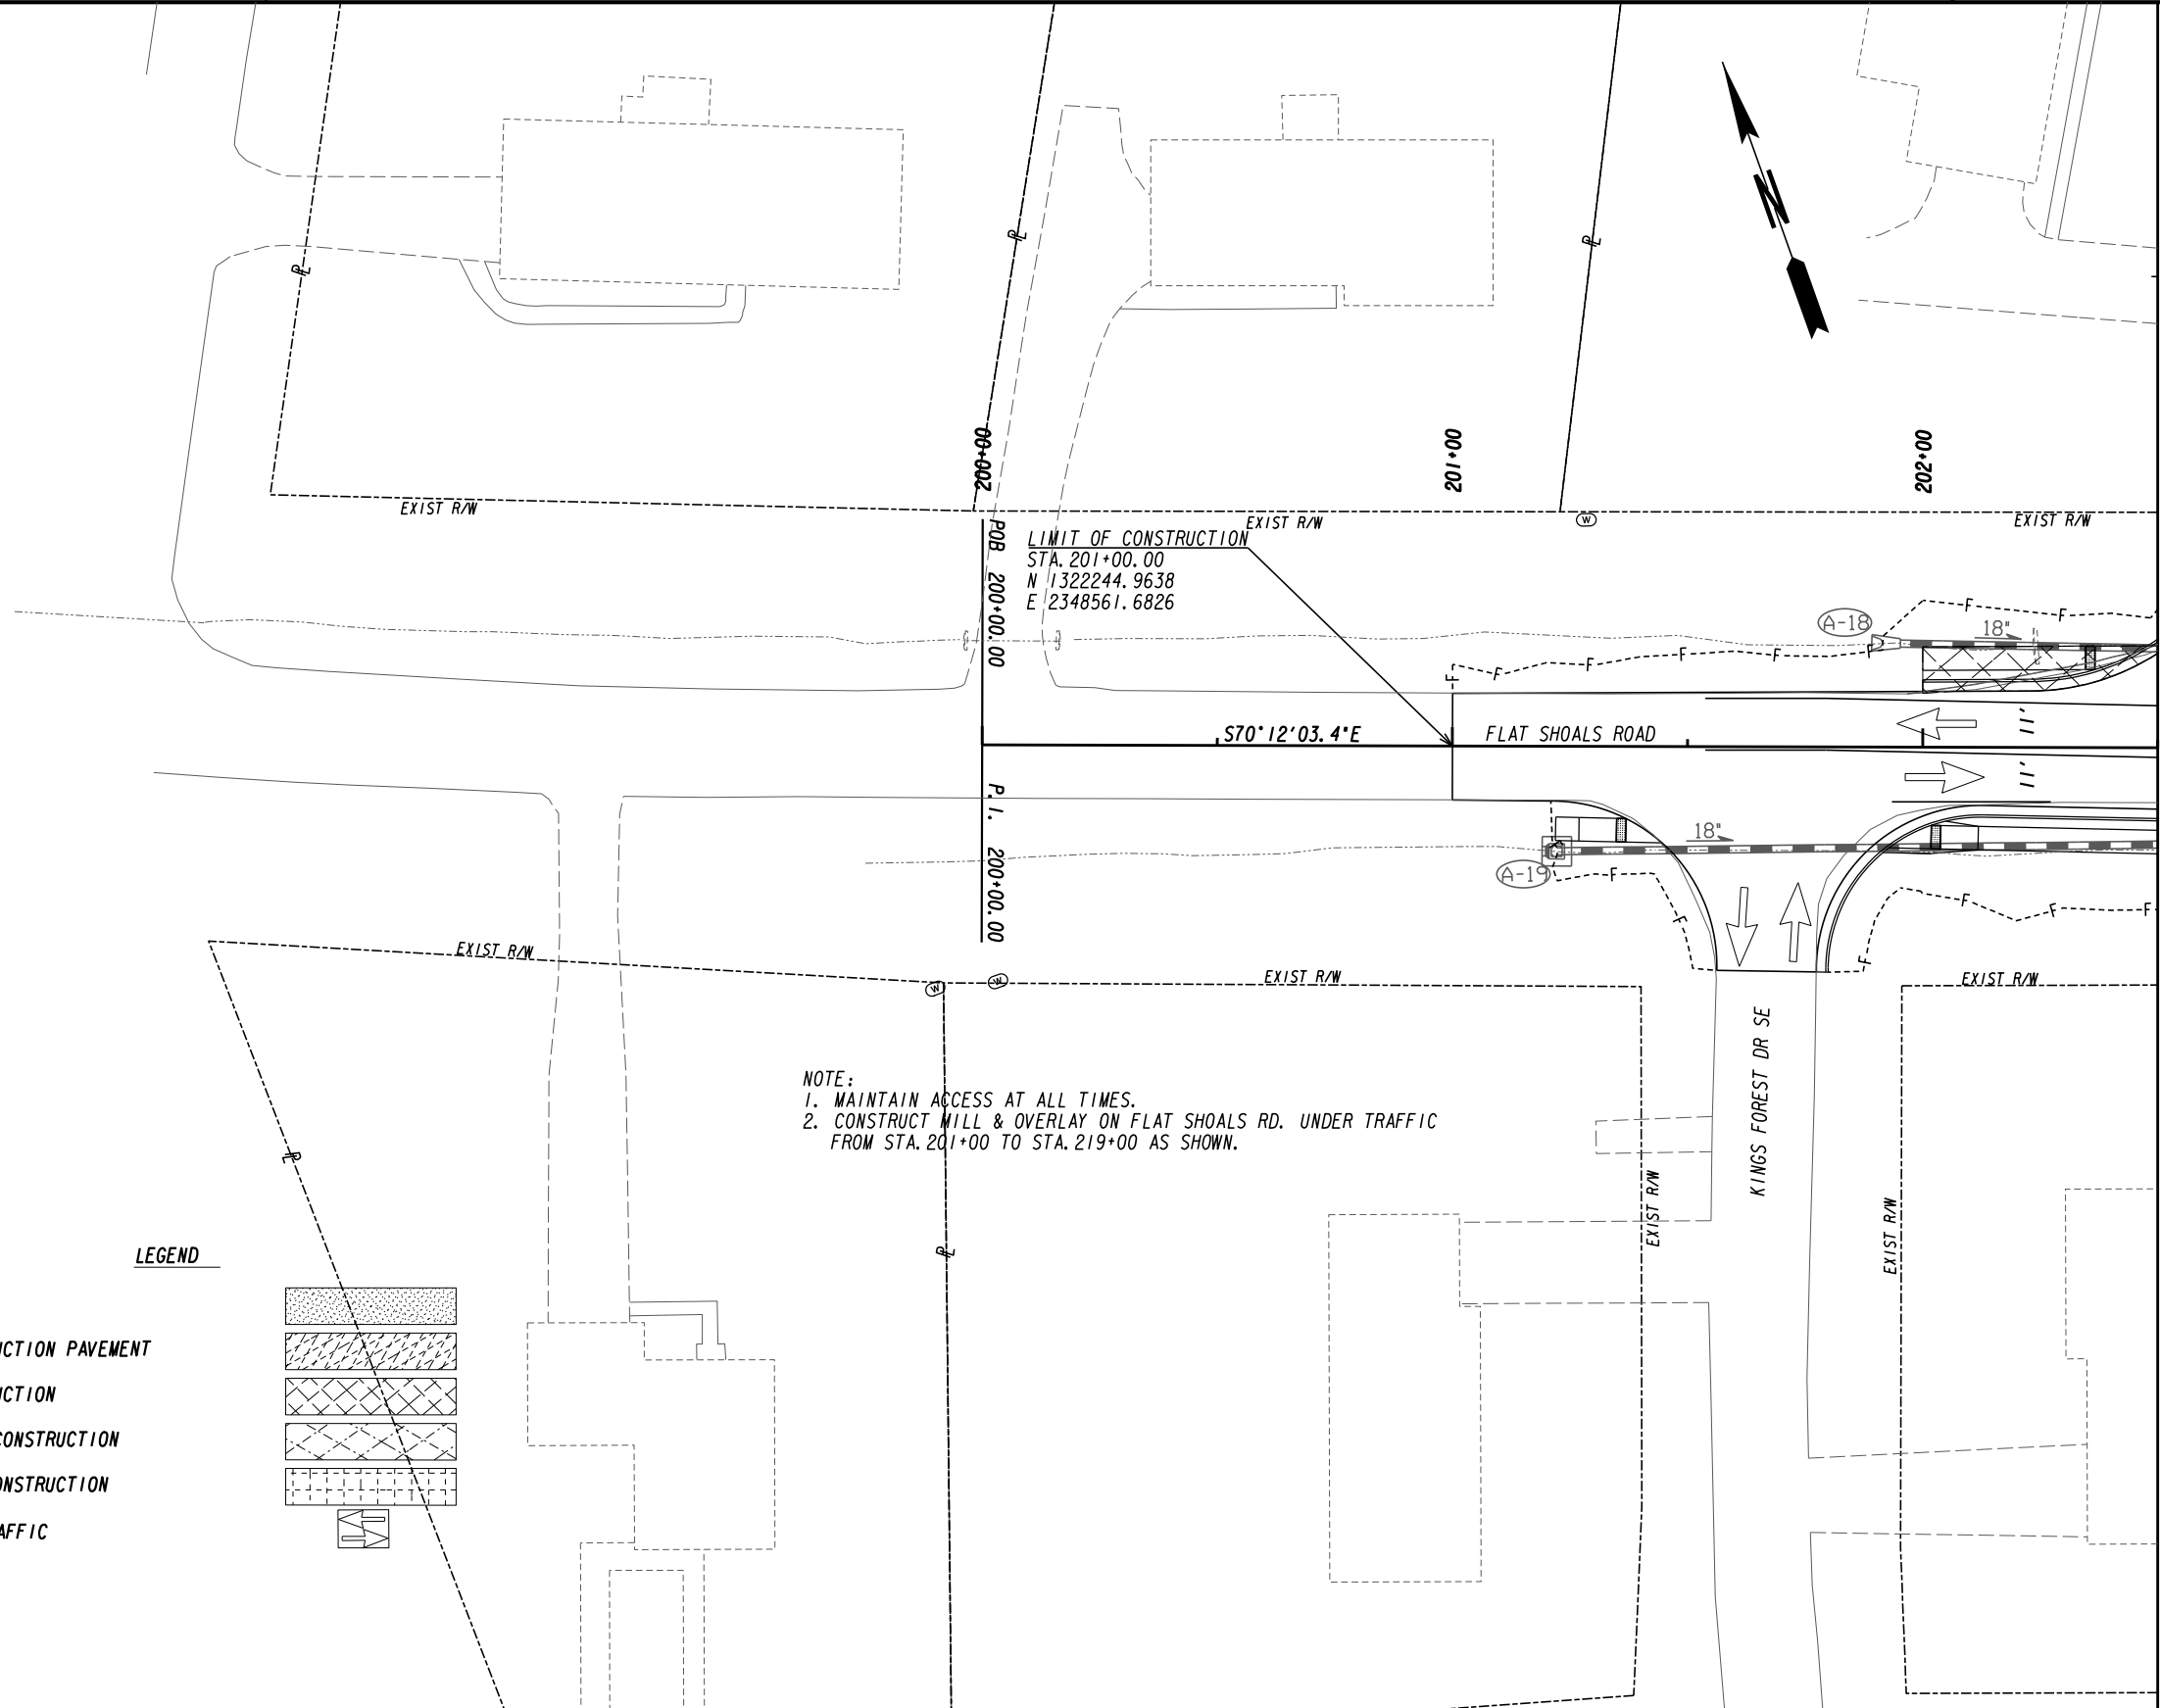 200+00
201+00
202+00
EXIST R/W
EXIST R/W
EXIST R/W
W
POB 200+00.00
LIMIT OF CONSTRUCTION
STA. 201+00.00
N 1322244.9638
E 2348561.6826
A-18
18"
F F F F F F F F F
S70°12'03.4"E
FLAT SHOALS ROAD
11'
11'
P.I. 200+00.00
18"
A-19
F F F F F F
EXIST R/W
W W
EXIST R/W
EXIST R/W
NOTE:
1. MAINTAIN ACCESS AT ALL TIMES.
2. CONSTRUCT MILL & OVERLAY ON FLAT SHOALS RD. UNDER TRAFFIC
FROM STA. 201+00 TO STA. 219+00 AS SHOWN.
KINGS FOREST DR SE
EXIST R/W
EXIST R/W
LEGEND
UCTION PAVEMENT
UCTION
CONSTRUCTION
ONSTRUCTION
AFFIC